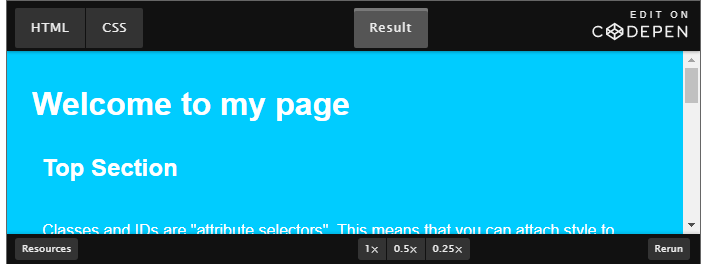 HTML CSS Result EDIT ON
CODEPEN
Welcome to my page
Top Section
Classes and IDs are "attribute selectors". This means that you can attach style to
Resources 1× 0.5× 0.25× Rerun